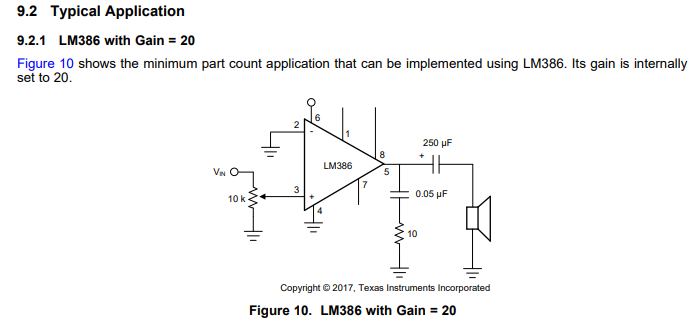 9.2 Typical Application
9.2.1 LM386 with Gain = 20
Figure 10 shows the minimum part count application that can be implemented using LM386. Its gain is internally
set to 20.
6
2
-
1
250 µF
+
8
LM386
5
VIN
7
3
0.05 µF
10 k
+
4
10
Copyright © 2017, Texas Instruments Incorporated
Figure 10. LM386 with Gain = 20